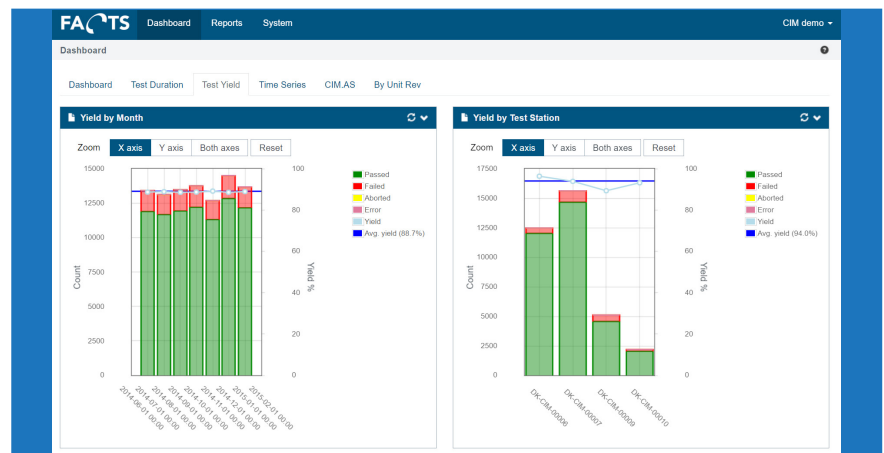 FACTS Dashboard Reports System CIM demo
Dashboard
Dashboard Test Duration Test Yield Time Series CIM.AS By Unit Rev
Yield by Month
Zoom X axis Y axis Both axes Reset
15000
12500
10000
7500
5000
2500
0
Count
100
80
60
40
20
0
Yield %
2014-06-01 00:00
2014-07-01 00:00
2014-08-01 00:00
2014-09-01 00:00
2014-10-01 00:00
2014-11-01 00:00
2014-12-01 00:00
2015-01-01 00:00
2015-02-01 00:00
Passed
Failed
Aborted
Error
Yield
Avg. yield (88.7%)
Yield by Test Station
Zoom X axis Y axis Both axes Reset
17500
15000
12500
10000
7500
5000
2500
0
Count
100
80
60
40
20
0
Yield %
DK-CIM-00006
DK-CIM-00007
DK-CIM-00009
DK-CIM-00010
Passed
Failed
Aborted
Error
Yield
Avg. yield (94.0%)